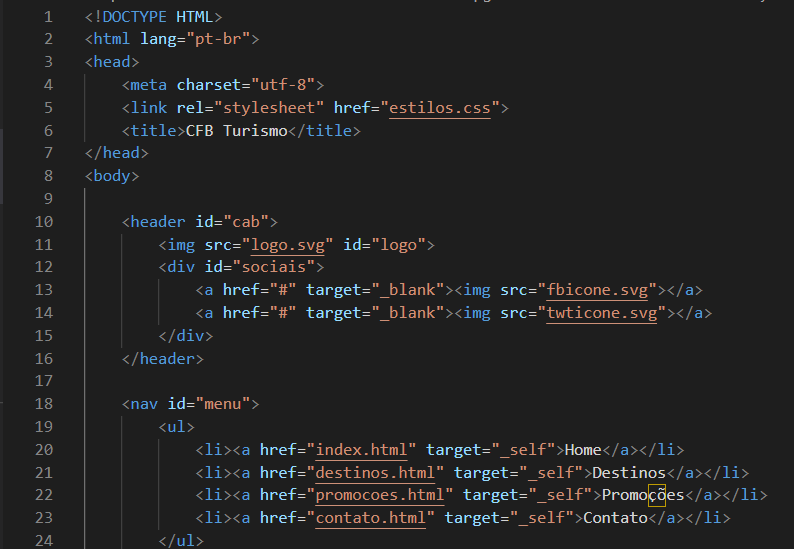 1 <!DOCTYPE HTML>
2 <html lang="pt-br">
3 <head>
4 <meta charset="utf-8">
5 <link rel="stylesheet" href="estilos.css">
6 <title>CFB Turismo</title>
7 </head>
8 <body>
9
10 <header id="cab">
11 <img src="logo.svg" id="logo">
12 <div id="sociais">
13 <a href="#" target="_blank"><img src="fbicone.svg"></a>
14 <a href="#" target="_blank"><img src="twticone.svg"></a>
15 </div>
16 </header>
17
18 <nav id="menu">
19 <ul>
20 <li><a href="index.html" target="_self">Home</a></li>
21 <li><a href="destinos.html" target="_self">Destinos</a></li>
22 <li><a href="promocoes.html" target="_self">Promoções</a></li>
23 <li><a href="contato.html" target="_self">Contato</a></li>
24 </ul>